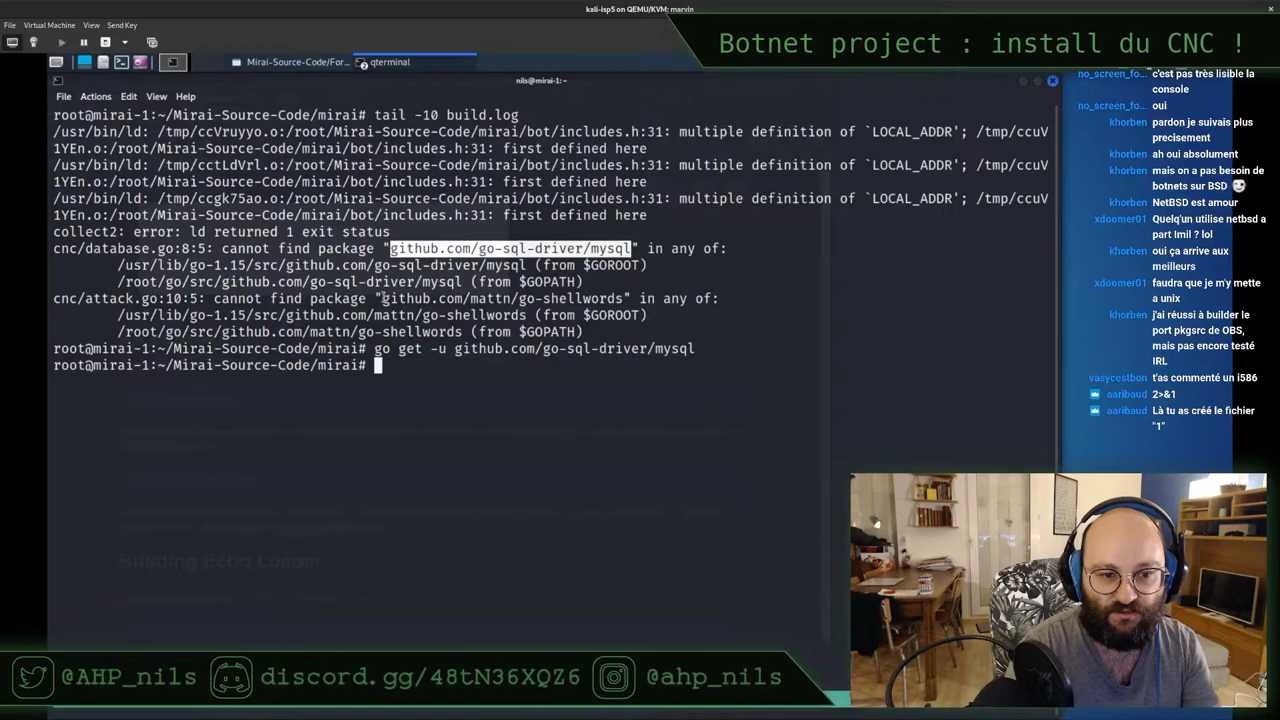 kali-isp5 on QEMU/KVM: marvin
File Virtual Machine View Send Key
Botnet project : install du CNC !
Mirai-Source-Code/For...
qterminal
nils@mirai-1:~
File Actions Edit View Help
root@mirai-1:~/Mirai-Source-Code/mirai# tail -10 build.log
/usr/bin/ld: /tmp/ccVruyyo.o:/root/Mirai-Source-Code/mirai/bot/includes.h:31: multiple definition of `LOCAL_ADDR'; /tmp/ccuV
1YEn.o:/root/Mirai-Source-Code/mirai/bot/includes.h:31: first defined here
/usr/bin/ld: /tmp/cctLdVrl.o:/root/Mirai-Source-Code/mirai/bot/includes.h:31: multiple definition of `LOCAL_ADDR'; /tmp/ccuV
1YEn.o:/root/Mirai-Source-Code/mirai/bot/includes.h:31: first defined here
/usr/bin/ld: /tmp/ccgk75ao.o:/root/Mirai-Source-Code/mirai/bot/includes.h:31: multiple definition of `LOCAL_ADDR'; /tmp/ccuV
1YEn.o:/root/Mirai-Source-Code/mirai/bot/includes.h:31: first defined here
collect2: error: ld returned 1 exit status
cnc/database.go:8:5: cannot find package "github.com/go-sql-driver/mysql" in any of:
/usr/lib/go-1.15/src/github.com/go-sql-driver/mysql (from $GOROOT)
/root/go/src/github.com/go-sql-driver/mysql (from $GOPATH)
cnc/attack.go:10:5: cannot find package "github.com/mattn/go-shellwords" in any of:
/usr/lib/go-1.15/src/github.com/mattn/go-shellwords (from $GOROOT)
/root/go/src/github.com/mattn/go-shellwords (from $GOPATH)
root@mirai-1:~/Mirai-Source-Code/mirai# go get -u github.com/go-sql-driver/mysql
root@mirai-1:~/Mirai-Source-Code/mirai#
Building Echo Loader
no_screen_fo... c'est pas très lisible la
console
no_screen_fo... oui
khorben pardon je suivais plus
precisement
khorben ah oui absolument
khorben mais on a pas besoin de
botnets sur BSD
khorben NetBSD est amour
xdoomer01 Quelq'un utilise netbsd a
part lmil ? lol
khorben oui ça arrive aux
meilleurs
xdoomer01 faudra que je m'y mette
a unix
khorben j'ai réussi à builder le
port pkgsrc de OBS,
mais pas encore testé
IRL
vasycestbon t'as commenté un i586
aaribaud 2>&1
aaribaud Là tu as créé le fichier
"1"
@AHP_nils
discord.gg/48tN36XQZ6
@ahp_nils